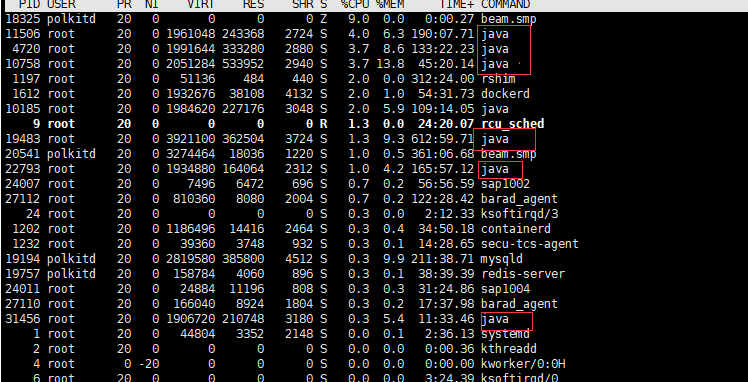 PID USER PR NI VIRT RES SHR S %CPU %MEM TIME+ COMMAND
18325 polkitd 20 0 0 0 0 Z 9.0 0.0 0:00.27 beam.smp
11506 root 20 0 1961048 243368 2724 S 4.0 6.3 190:07.71 java
4720 root 20 0 1991644 333280 2880 S 3.7 8.6 133:22.23 java
10758 root 20 0 2051284 533952 2940 S 3.7 13.8 45:20.14 java
1197 root 20 0 51136 484 440 S 2.0 0.0 312:24.00 rshim
1612 root 20 0 1932676 38108 4132 S 2.0 1.0 54:31.73 dockerd
10185 root 20 0 1984620 227176 3048 S 2.0 5.9 109:14.05 java
9 root 20 0 0 0 0 R 1.3 0.0 24:20.07 rcu_sched
19483 root 20 0 3921100 362504 3724 S 1.3 9.3 612:59.71 java
20541 polkitd 20 0 3274464 18036 1220 S 1.0 0.5 361:06.68 beam.smp
22793 root 20 0 1934880 164064 2312 S 1.0 4.2 165:57.12 java
24007 root 20 0 7496 6472 696 S 0.7 0.2 56:56.59 sap1002
27112 root 20 0 810360 8080 2004 S 0.7 0.2 122:28.42 barad_agent
24 root 20 0 0 0 0 S 0.3 0.0 2:12.33 ksoftirqd/3
1202 root 20 0 1186496 14416 2464 S 0.3 0.4 34:50.18 containerd
1232 root 20 0 39360 3748 932 S 0.3 0.1 14:28.65 secu-tcs-agent
19194 polkitd 20 0 2819580 385800 4512 S 0.3 9.9 211:38.71 mysqld
19757 polkitd 20 0 158784 4060 896 S 0.3 0.1 38:39.39 redis-server
24011 root 20 0 24884 11196 808 S 0.3 0.3 31:24.86 sap1004
27110 root 20 0 166040 8924 1804 S 0.3 0.2 17:37.98 barad_agent
31456 root 20 0 1906720 210748 3180 S 0.3 5.4 11:33.46 java
1 root 20 0 44804 3352 2148 S 0.0 0.1 2:36.13 systemd
2 root 20 0 0 0 0 S 0.0 0.0 0:00.36 kthreadd
4 root 0 -20 0 0 0 S 0.0 0.0 0:00.00 kworker/0:0H
6 root 20 0 0 0 0 S 0.0 0.0 3:24.39 ksoftirqd/0